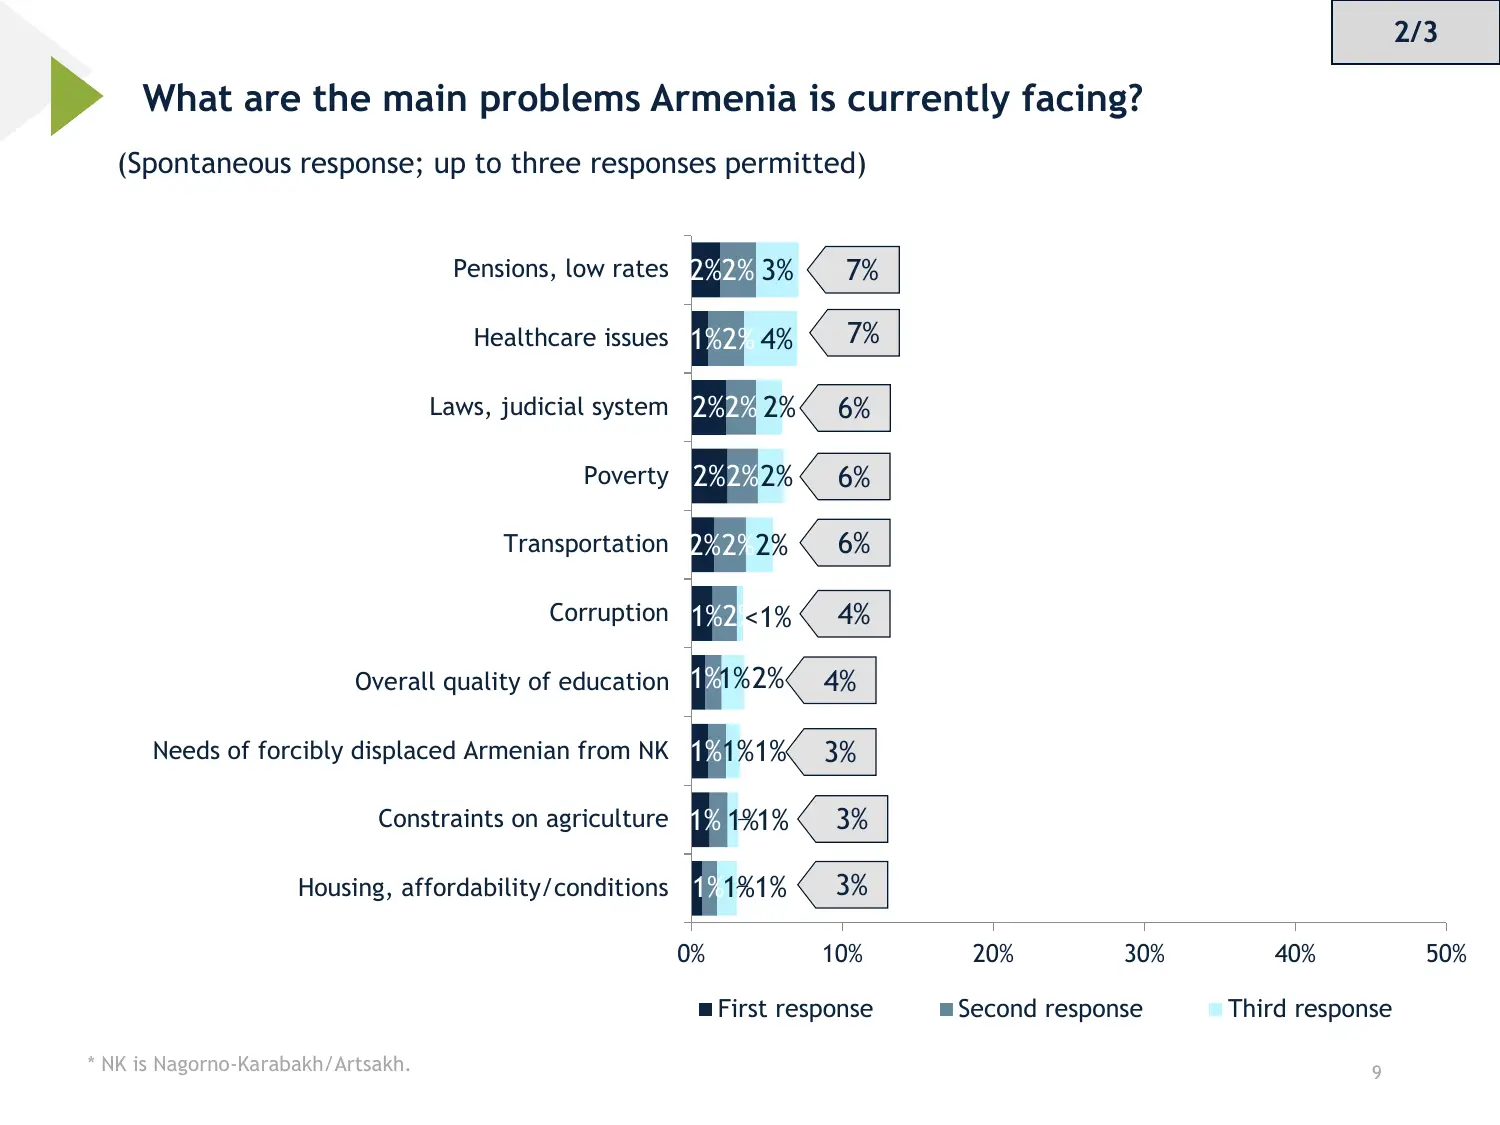 2/3
What are the main problems Armenia is currently facing?
(Spontaneous response; up to three responses permitted)
Pensions, low rates 2% 2% 3% 7%
Healthcare issues 1% 2% 4% 7%
Laws, judicial system 2% 2% 2% 6%
Poverty 2% 2% 2% 6%
Transportation 2% 2% 2% 6%
Corruption 1% 2 <1% 4%
Overall quality of education 1% 1% 2% 4%
Needs of forcibly displaced Armenian from NK 1% 1% 1% 3%
Constraints on agriculture 1% 1% 1% 3%
Housing, affordability/conditions 1% 1% 1% 3%
0% 10% 20% 30% 40% 50%
First response Second response Third response
* NK is Nagorno-Karabakh/Artsakh.
9